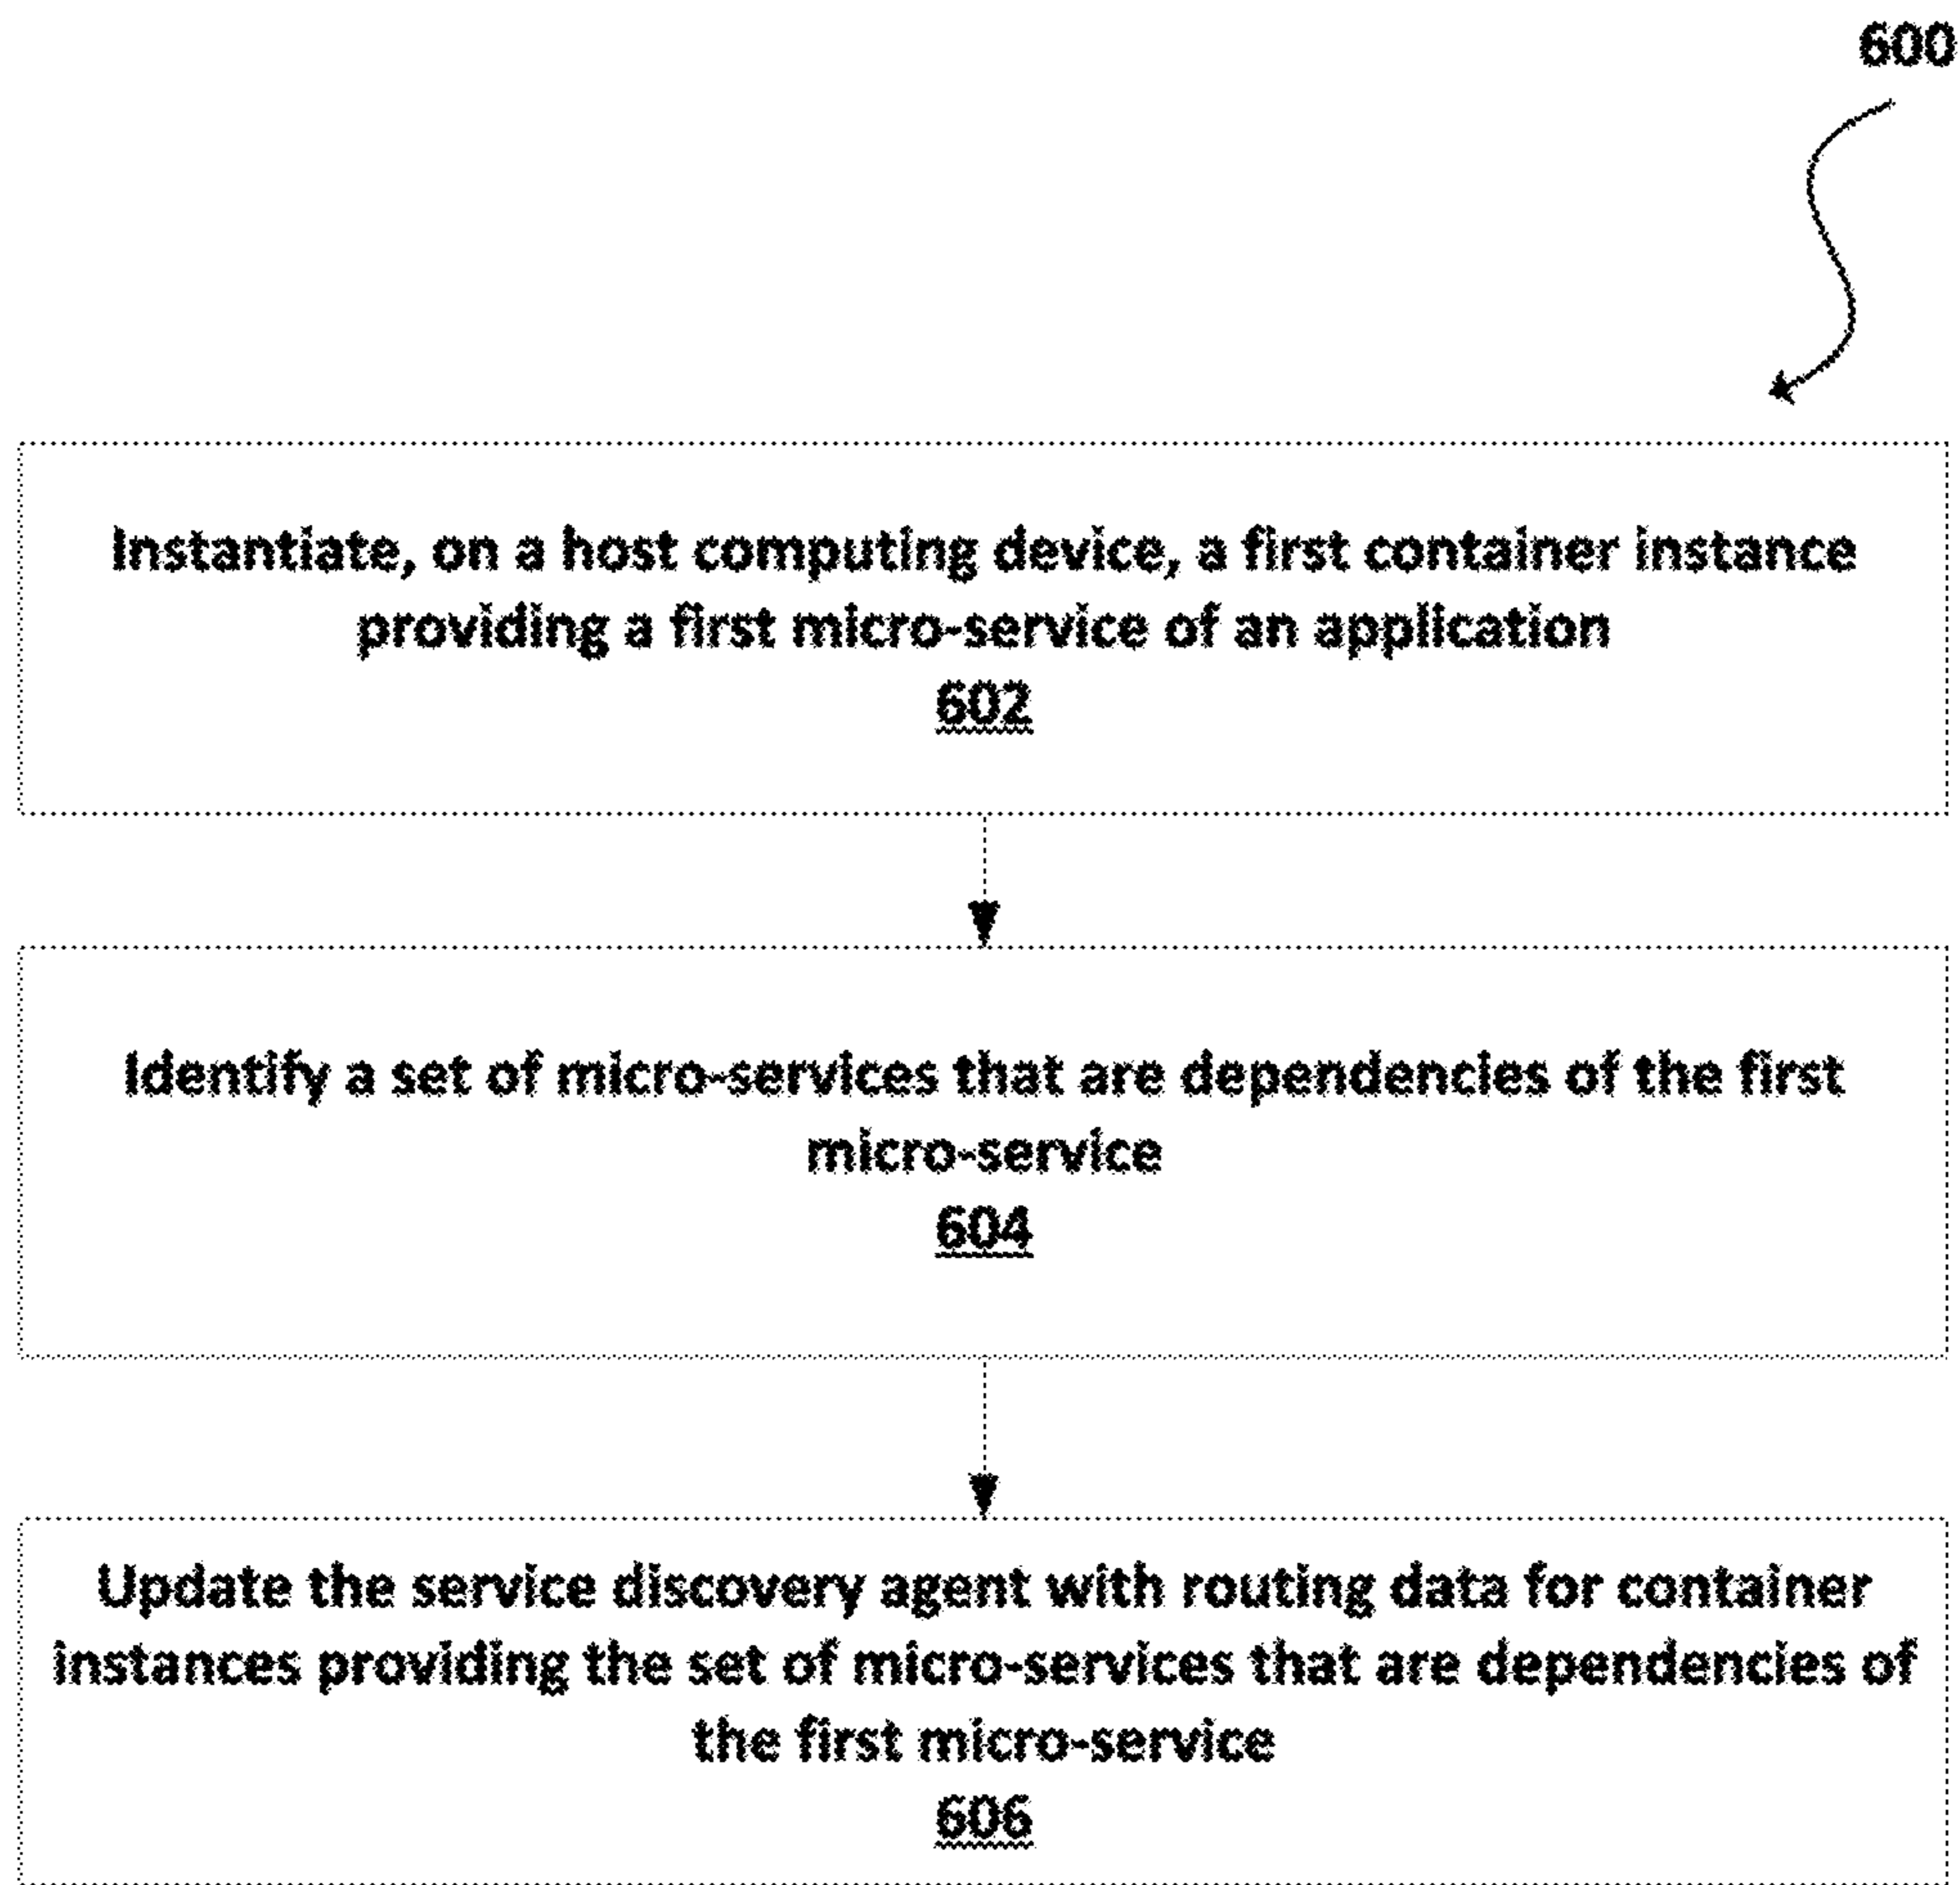 600
Instantiate, on a host computing device, a first container instance
providing a first micro-service of an application
602
Identify a set of micro-services that are dependencies of the first
micro-service
604
Update the service discovery agent with routing data for container
instances providing the set of micro-services that are dependencies of
the first micro-service
606